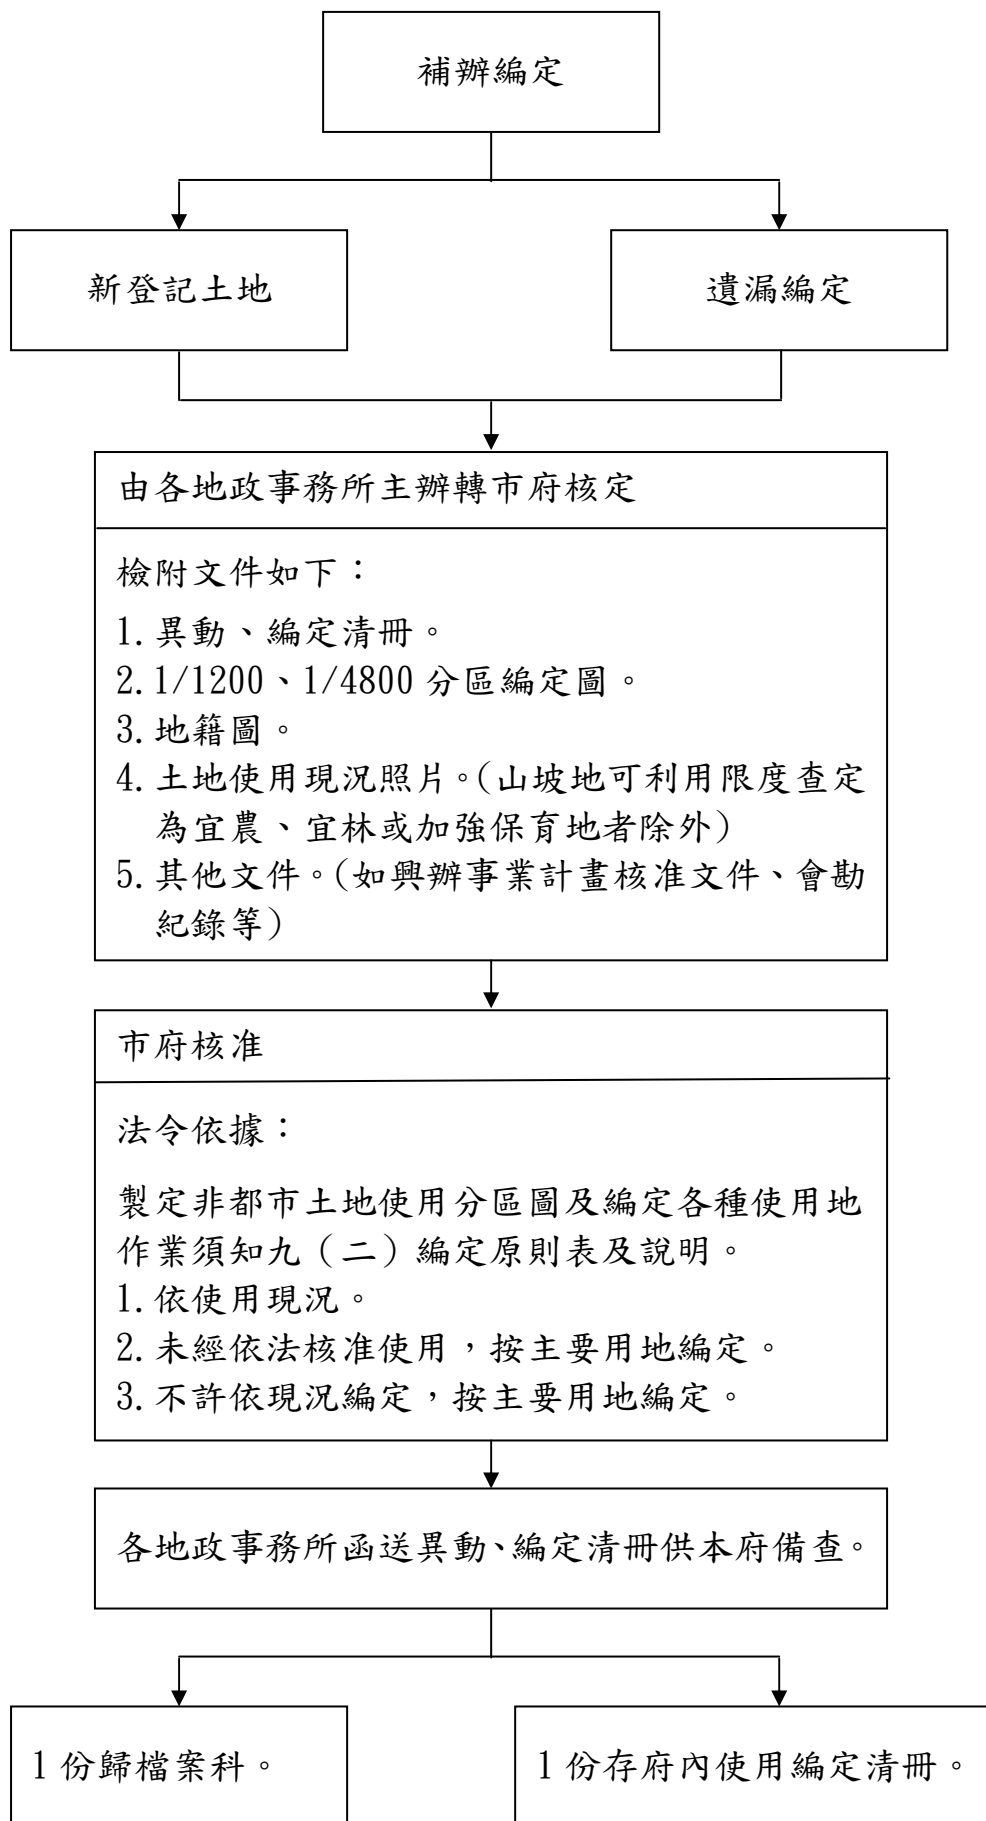 補辦編定
新登記土地
遺漏編定
由各地政事務所主辦轉市府核定
檢附文件如下：
1.異動、編定清冊。
2.1/1200、1/4800分區編定圖。
3.地籍圖。
4.土地使用現況照片。(山坡地可利用限度查定
為宜農、宜林或加強保育地者除外)
5.其他文件。(如興辦事業計畫核准文件、會勘
紀錄等)
市府核准
法令依據：
製定非都市土地使用分區圖及編定各種使用地
作業須知九（二）編定原則表及說明。
1.依使用現況。
2.未經依法核准使用，按主要用地編定。
3.不許依現況編定，按主要用地編定。
各地政事務所函送異動、編定清冊供本府備查。
1份歸檔案科。
1份存府內使用編定清冊。